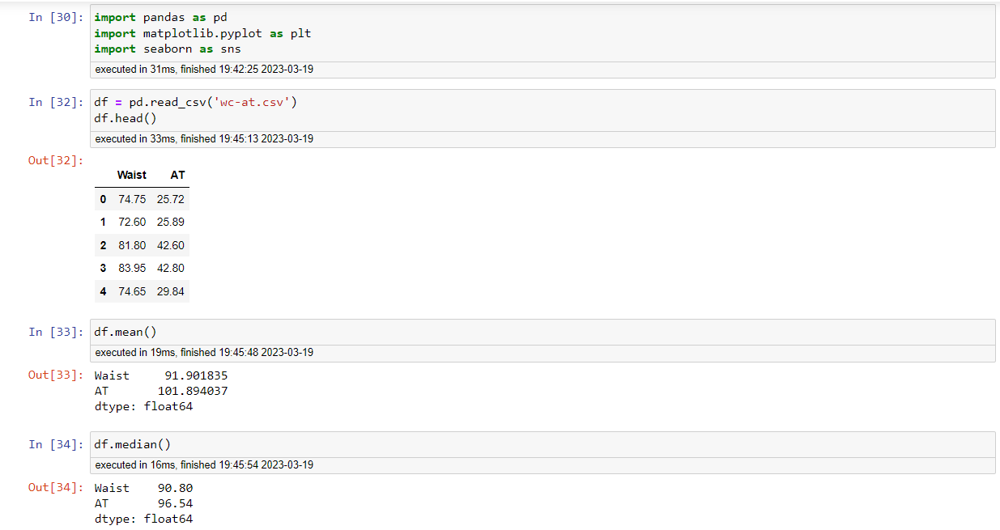 In [30]: import pandas as pd
import matplotlib.pyplot as plt
import seaborn as sns
executed in 31ms, finished 19:42:25 2023-03-19
In [32]: df = pd.read_csv('wc-at.csv')
df.head()
executed in 33ms, finished 19:45:13 2023-03-19
Out[32]:
Waist AT
0 74.75 25.72
1 72.60 25.89
2 81.80 42.60
3 83.95 42.80
4 74.65 29.84
In [33]: df.mean()
executed in 19ms, finished 19:45:48 2023-03-19
Out[33]: Waist 91.901835
AT 101.894037
dtype: float64
In [34]: df.median()
executed in 16ms, finished 19:45:54 2023-03-19
Out[34]: Waist 90.80
AT 96.54
dtype: float64